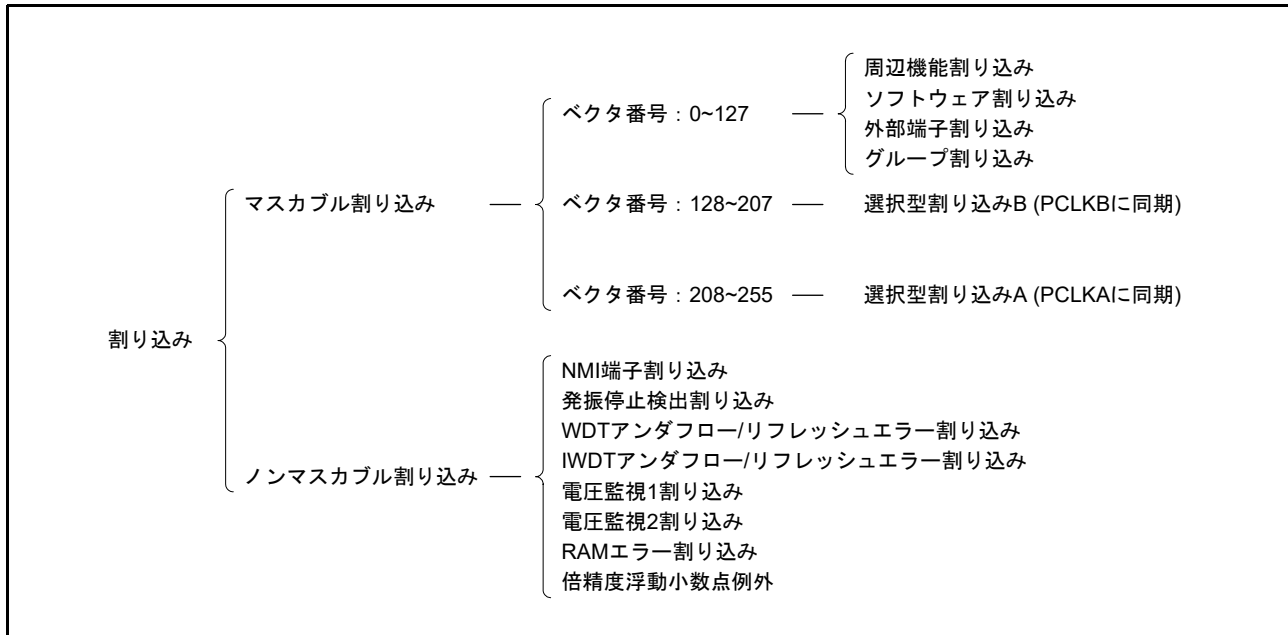 割り込み
マスカブル割り込み
ベクタ番号：0~127
周辺機能割り込み
ソフトウェア割り込み
外部端子割り込み
グループ割り込み
ベクタ番号：128~207
選択型割り込みB (PCLKBに同期)
ベクタ番号：208~255
選択型割り込みA (PCLKAに同期)
ノンマスカブル割り込み
NMI端子割り込み
発振停止検出割り込み
WDTアンダフロー/リフレッシュエラー割り込み
IWDTアンダフロー/リフレッシュエラー割り込み
電圧監視1割り込み
電圧監視2割り込み
RAMエラー割り込み
倍精度浮動小数点例外